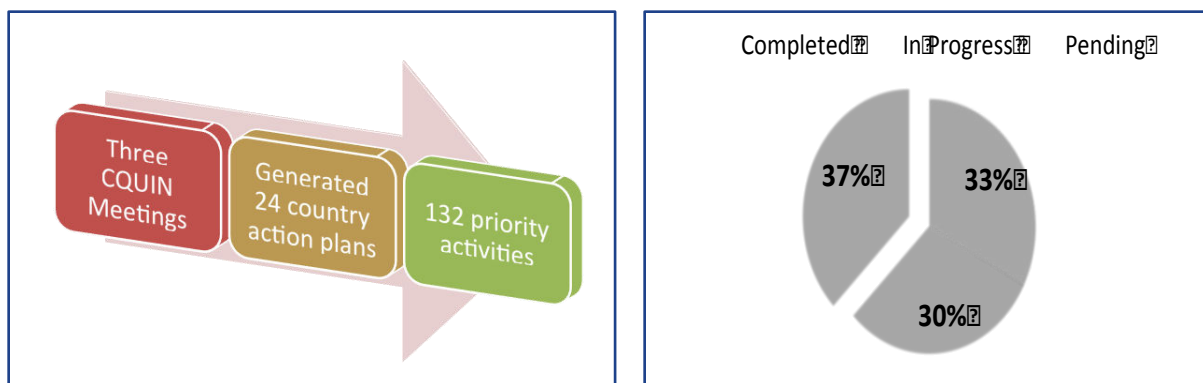 Three
CQUIN
Meetings
Generated
24 country
action plans
132 priority
activities
Completed In Progress Pending
37%
33%
30%